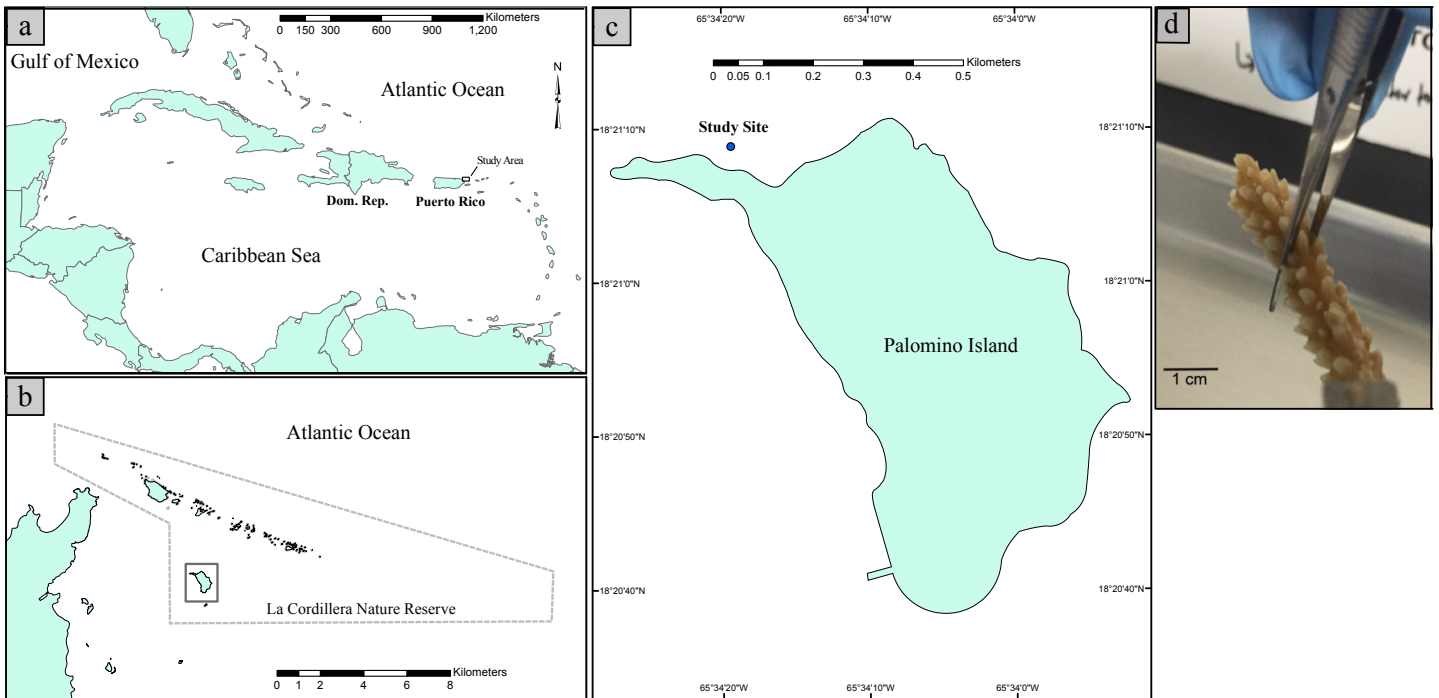 a
Kilometers
0 150 300 600 900 1,200
Gulf of Mexico
Atlantic Ocean
N
Study Area
Dom. Rep.
Puerto Rico
Caribbean Sea
b
Atlantic Ocean
La Cordillera Nature Reserve
Kilometers
0 1 2 4 6 8
c
65°34'20"W 65°34'10"W 65°34'0"W
Kilometers
0 0.05 0.1 0.2 0.3 0.4 0.5
Study Site
18°21'10"N 18°21'10"N
18°21'0"N 18°21'0"N
Palomino Island
18°20'50"N 18°20'50"N
18°20'40"N 18°20'40"N
65°34'20"W 65°34'10"W 65°34'0"W
d
1 cm